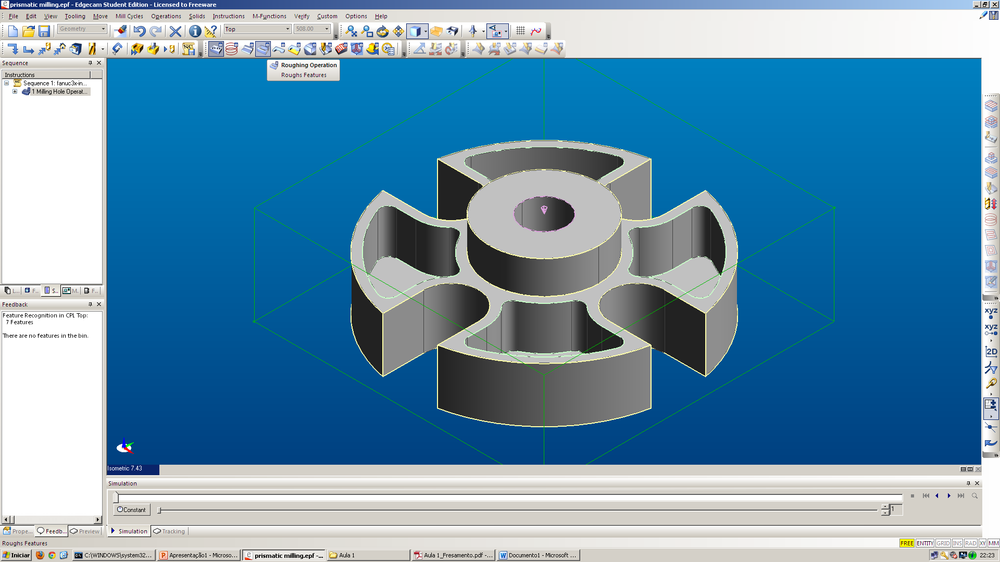 prismatic milling.epf - Edgecam Student Edition - Licensed to Freeware
File Edit View Tooling Move Mill Cycles Operations Solids Instructions M-Functions Verify Custom Options Help
Geometry Top 508.00
Sequence
Roughing Operation
Roughs Features
Instructions
Sequence 1: fanuc3x-in...
1 Milling Hole Operat...
L... F.. S.. M. F..
Feedback
Feature Recognition in CPL Top:
7 Features
There are no features in the bin.
xyz
xyz
2D
Isometric 7.43
Simulation
Constant
1
Prope... Feedb... Preview
Simulation Tracking
Roughs Features
FREE ENTITY GRID INS RAD XY MM
Iniciar C:\WINDOWS\system32... Apresentação1 - Microso... prismatic milling.epf -... Aula 1 Aula 1_Fresamento.pdf -... Documento1 - Microsoft ... 22:23